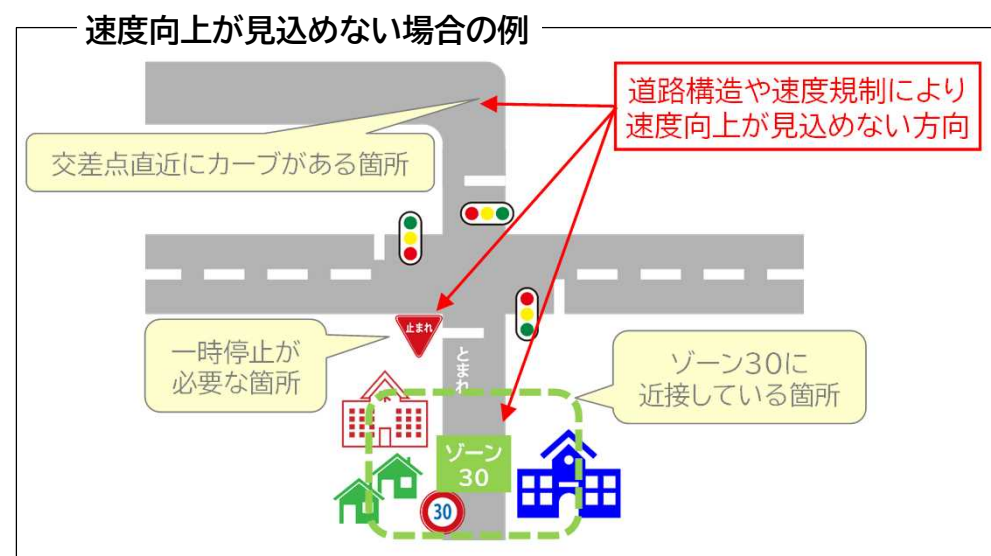 速度向上が見込めない場合の例
道路構造や速度規制により
速度向上が見込めない方向
交差点直近にカーブがある箇所
止まれ
一時停止が
必要な箇所
とまれ
ゾーン30に
近接している箇所
ゾーン
30
30